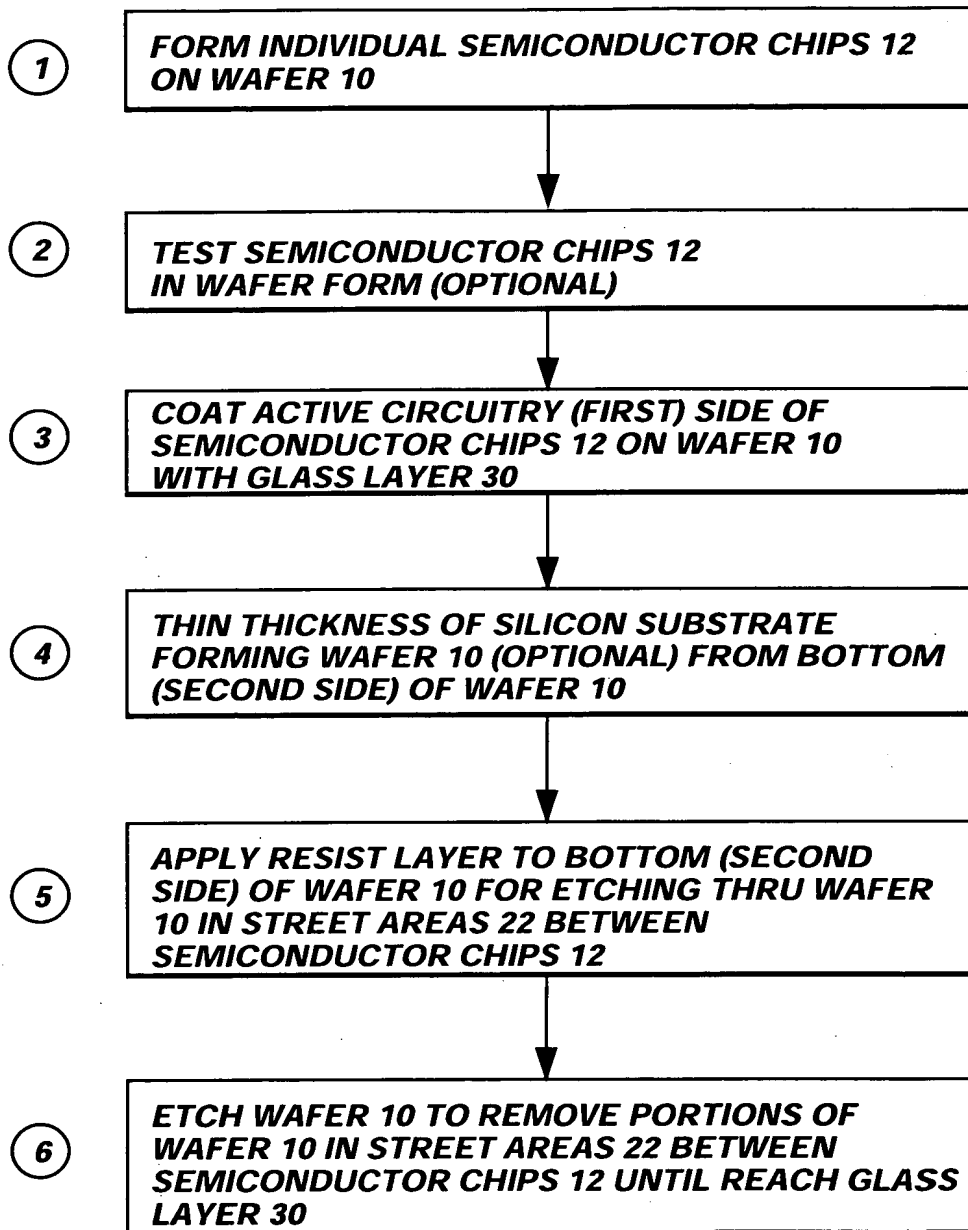 1
FORM INDIVIDUAL SEMICONDUCTOR CHIPS 12
ON WAFER 10
2
TEST SEMICONDUCTOR CHIPS 12
IN WAFER FORM (OPTIONAL)
3
COAT ACTIVE CIRCUITRY (FIRST) SIDE OF
SEMICONDUCTOR CHIPS 12 ON WAFER 10
WITH GLASS LAYER 30
4
THIN THICKNESS OF SILICON SUBSTRATE
FORMING WAFER 10 (OPTIONAL) FROM BOTTOM
(SECOND SIDE) OF WAFER 10
5
APPLY RESIST LAYER TO BOTTOM (SECOND
SIDE) OF WAFER 10 FOR ETCHING THRU WAFER
10 IN STREET AREAS 22 BETWEEN
SEMICONDUCTOR CHIPS 12
6
ETCH WAFER 10 TO REMOVE PORTIONS OF
WAFER 10 IN STREET AREAS 22 BETWEEN
SEMICONDUCTOR CHIPS 12 UNTIL REACH GLASS
LAYER 30